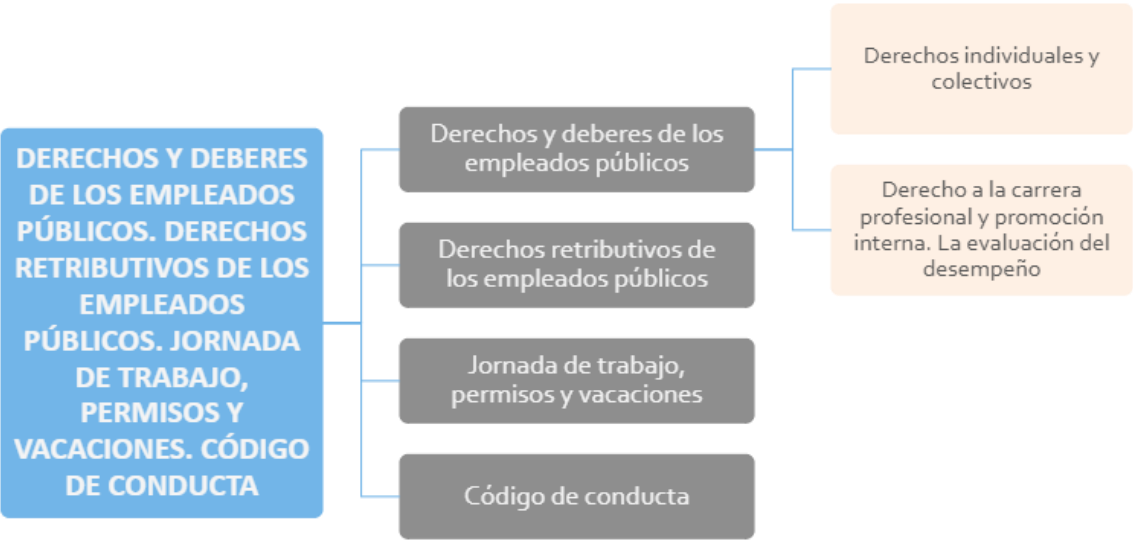 DERECHOS Y DEBERES
DE LOS EMPLEADOS
PÚBLICOS. DERECHOS
RETRIBUTIVOS DE LOS
EMPLEADOS
PÚBLICOS. JORNADA
DE TRABAJO,
PERMISOS Y
VACACIONES. CÓDIGO
DE CONDUCTA
Derechos y deberes de los
empleados públicos
Derechos individuales y
colectivos
Derecho a la carrera
profesional y promoción
interna. La evaluación del
desempeño
Derechos retributivos de
los empleados públicos
Jornada de trabajo,
permisos y vacaciones
Código de conducta